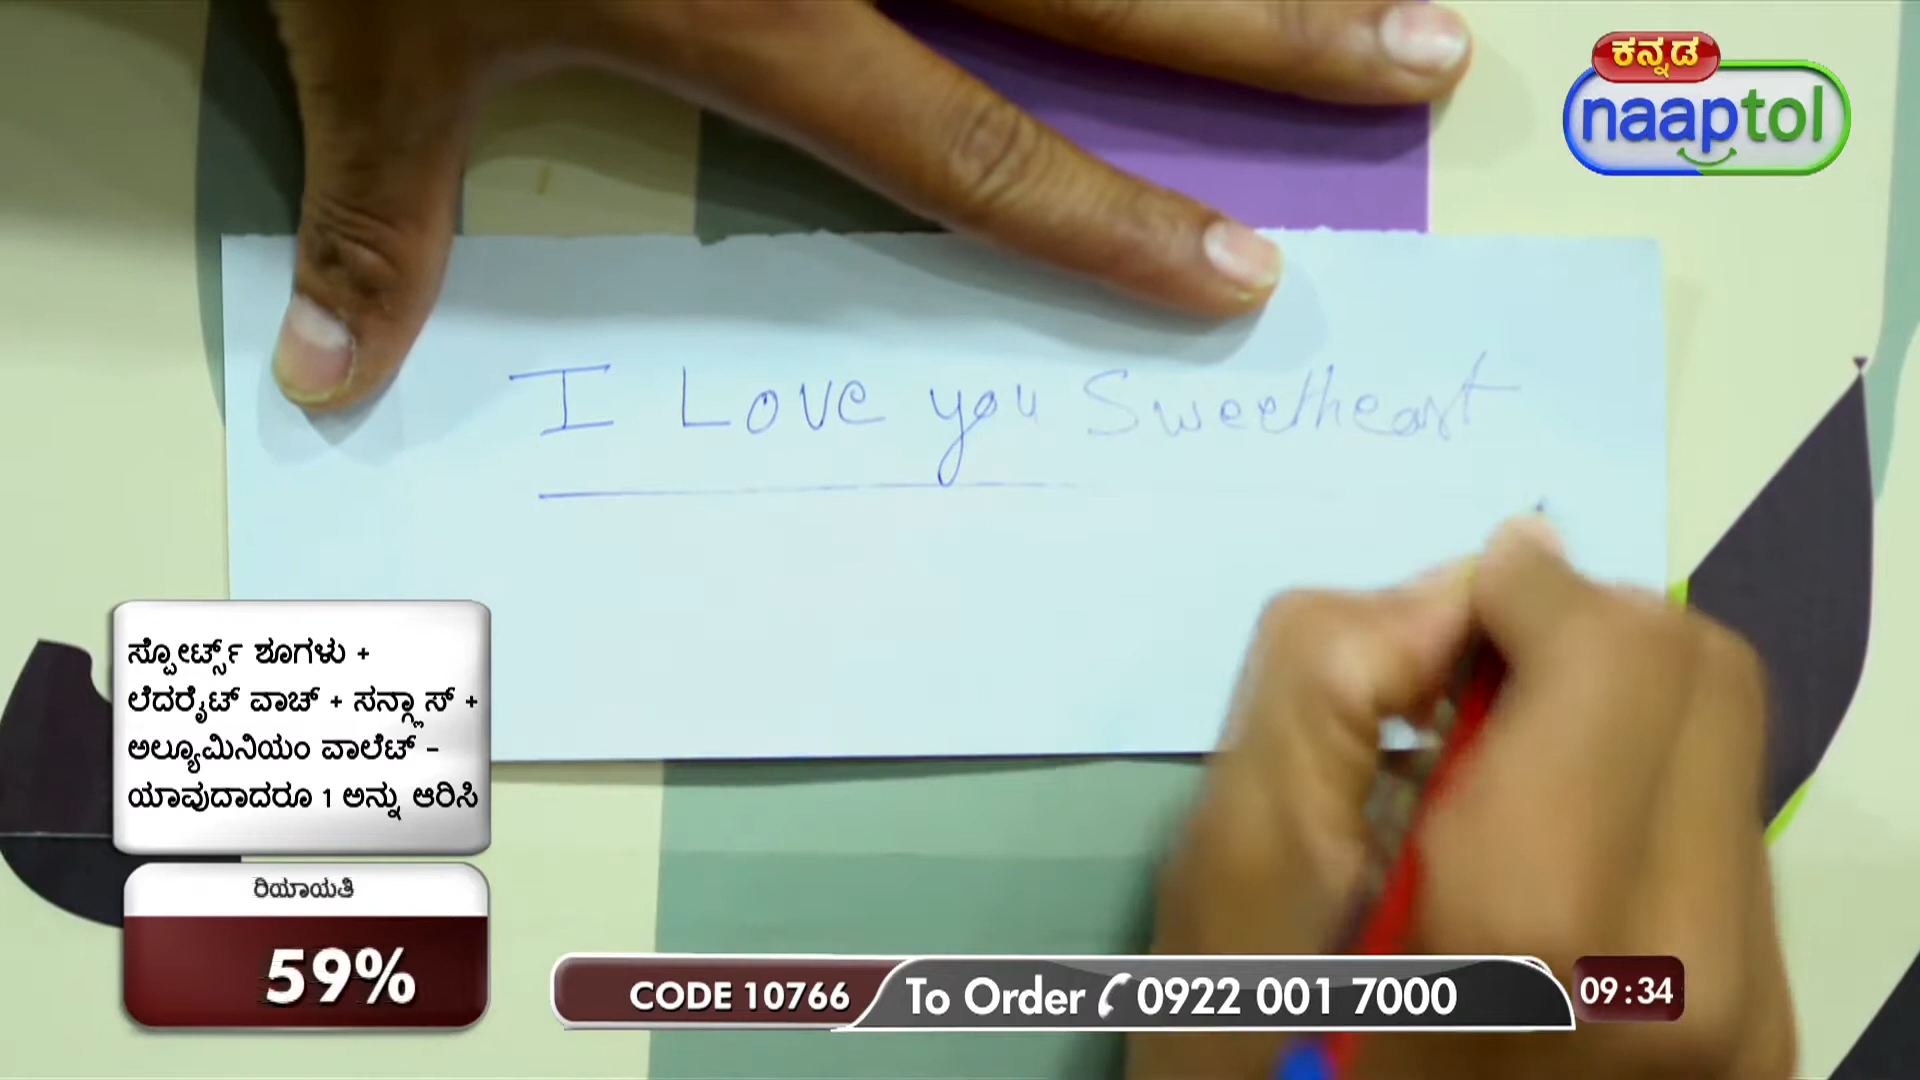 ಕನ್ನಡ
naaptol
I Love you Sweetheart
ಸ್ಪೋರ್ಟ್ಸ್ ಶೂಗಳು +
ಲೆದರೈಟ್ ವಾಚ್ + ಸನ್ಗ್ಲಾಸ್ +
ಅಲ್ಯೂಮಿನಿಯಂ ವಾಲೆಟ್ -
ಯಾವುದಾದರೂ 1 ಅನ್ನು ಆರಿಸಿ
ರಿಯಾಯತಿ
59%
CODE 10766
To Order 0922 001 7000
09:34